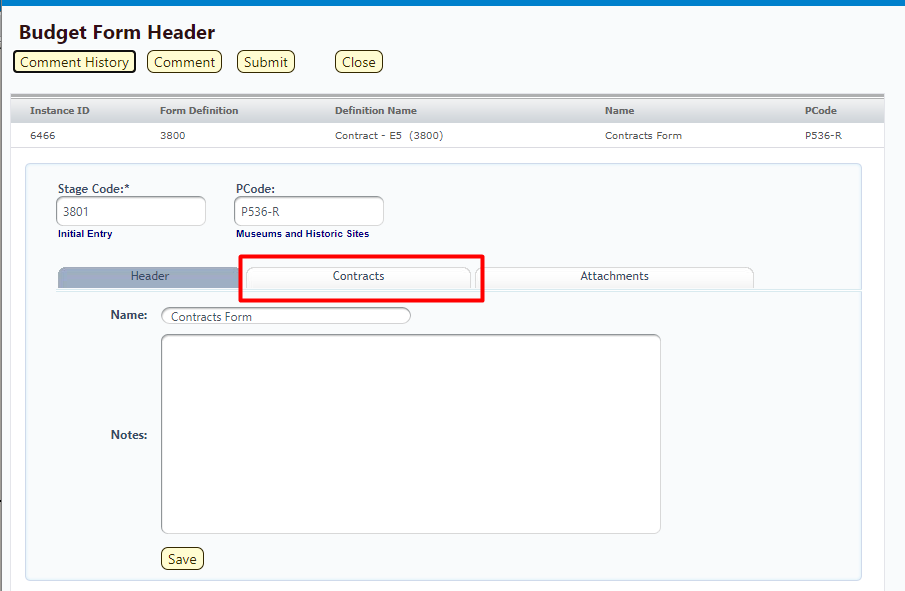 Budget Form Header
Comment History Comment Submit Close
Instance ID Form Definition Definition Name Name PCode
6466 3800 Contract - E5 (3800) Contracts Form P536-R
Stage Code:* PCode:
3801 P536-R
Initial Entry Museums and Historic Sites
Header Contracts Attachments
Name: Contracts Form
Notes:
Save